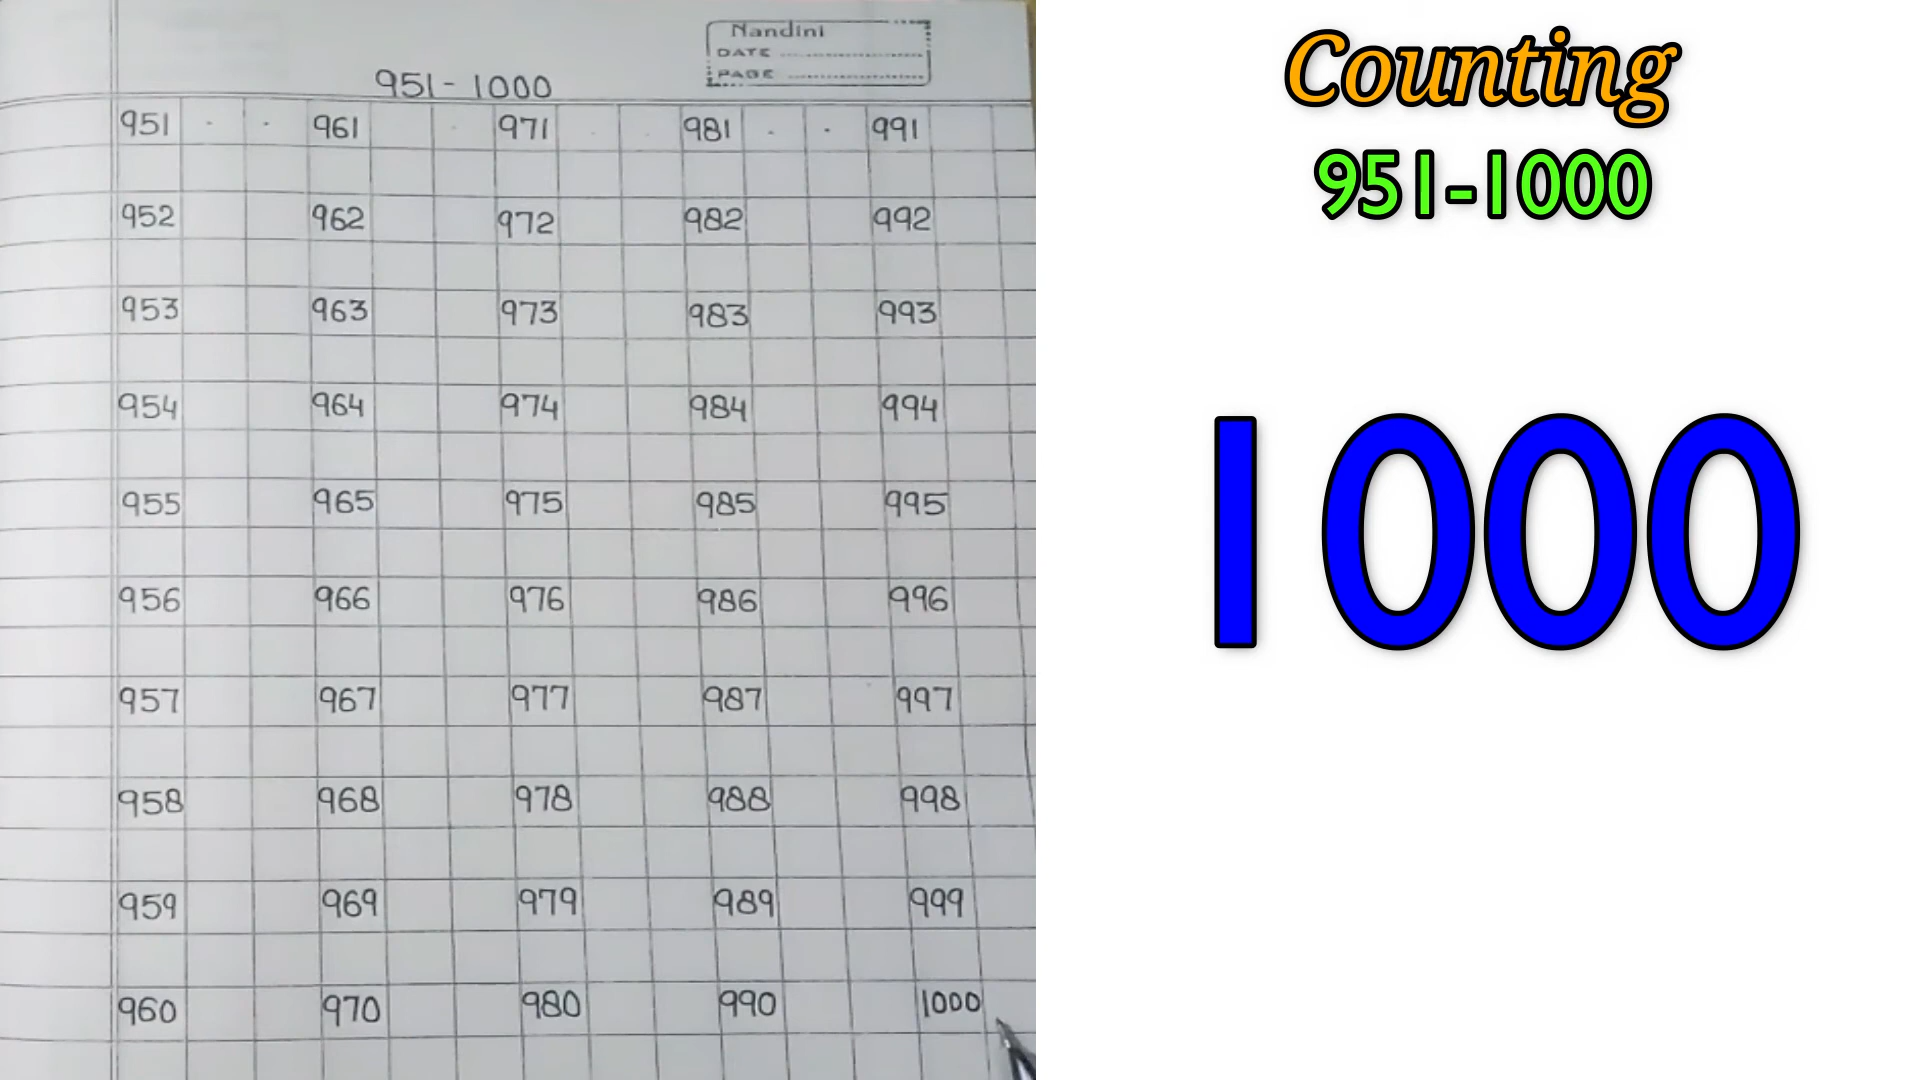 Nandini
DATE
PAGE
951 - 1000
951 961 971 981 991
952 962 972 982 992
953 963 973 983 993
954 964 974 984 994
955 965 975 985 995
956 966 976 986 996
957 967 977 987 997
958 968 978 988 998
959 969 979 989 999
960 970 980 990 1000
Counting
951-1000
1000